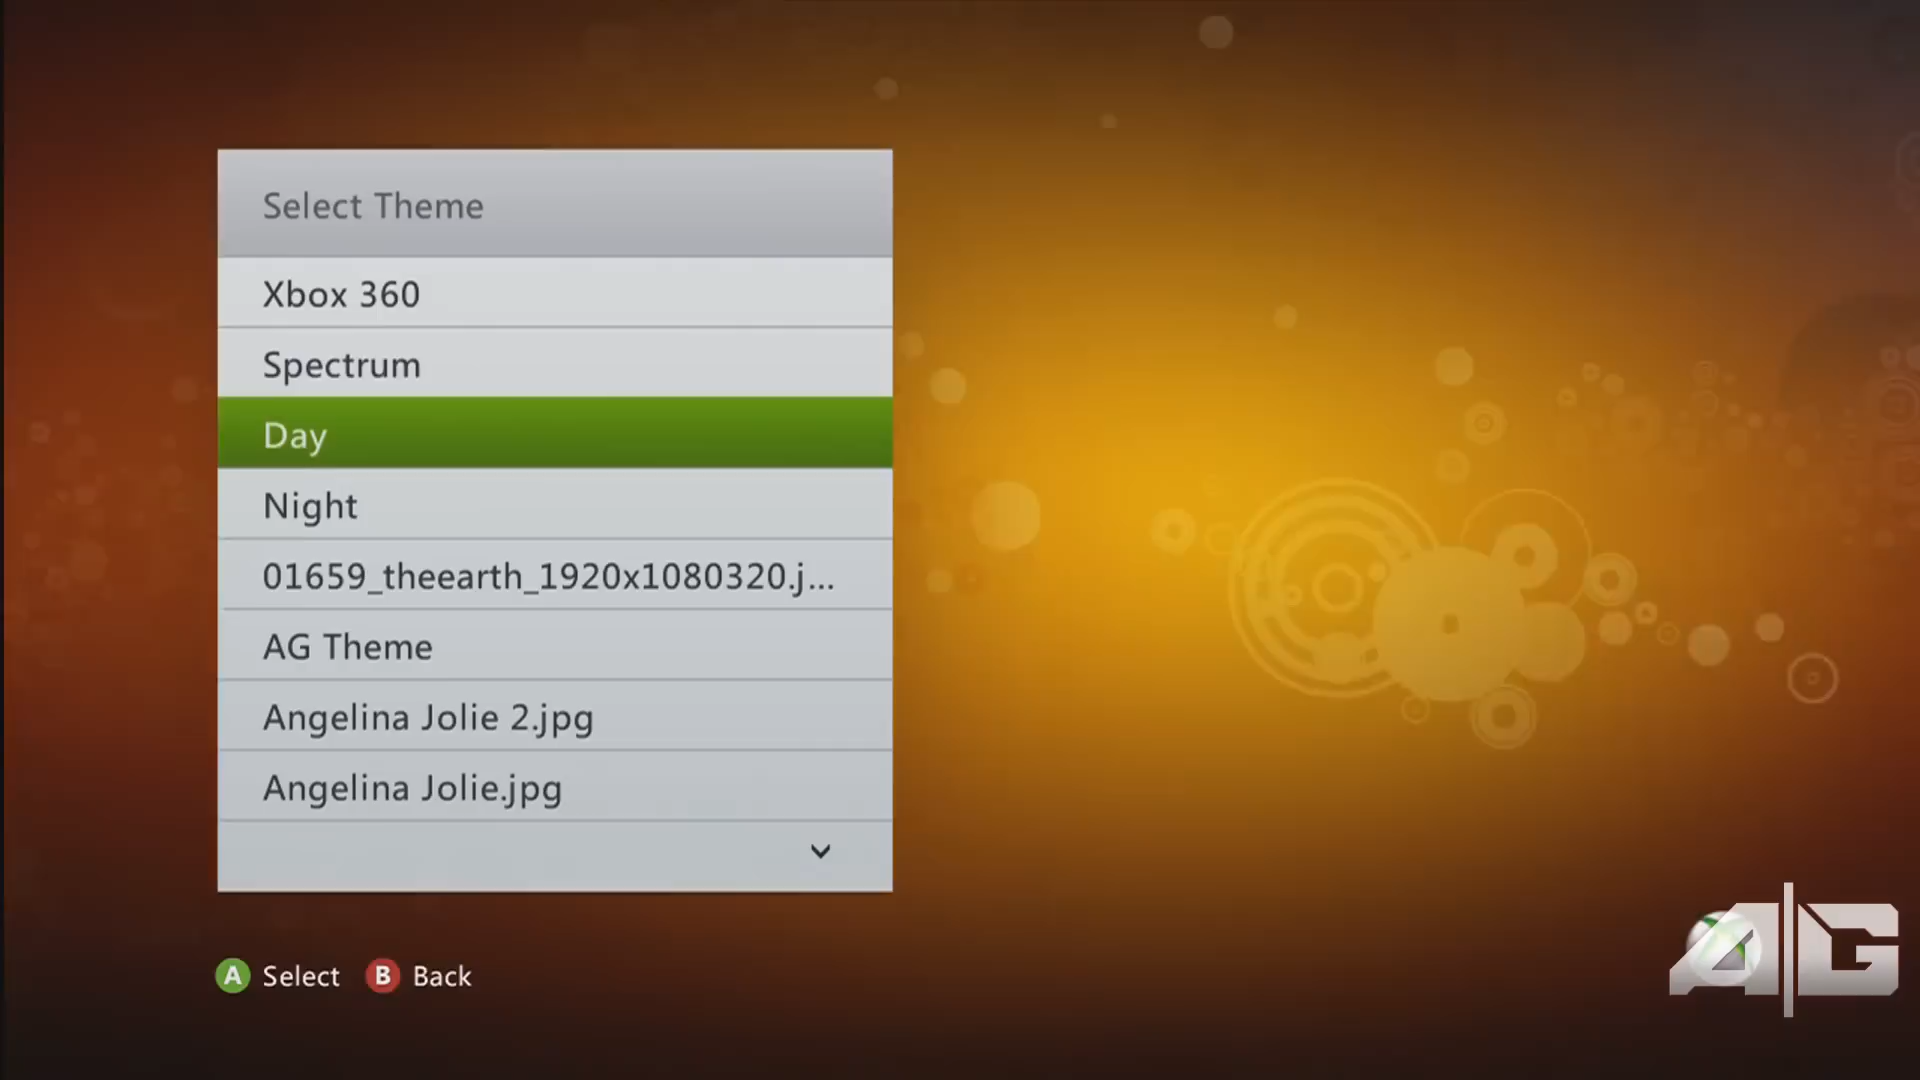 Select Theme
Xbox 360
Spectrum
Day
Night
01659_theearth_1920x1080320.j...
AG Theme
Angelina Jolie 2.jpg
Angelina Jolie.jpg
A Select B Back
A|G